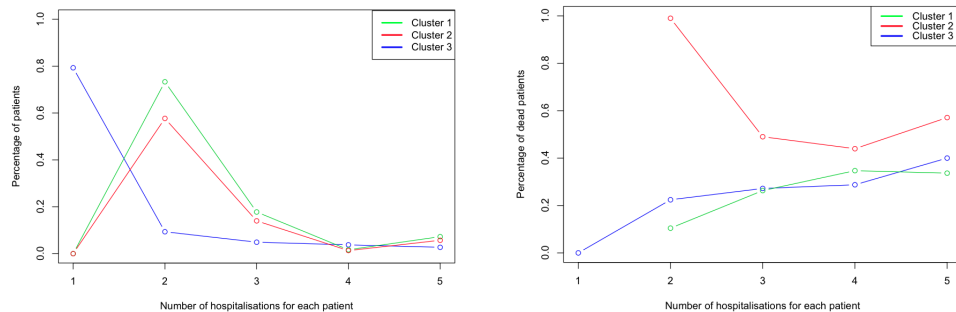 Cluster 1
Cluster 2
Cluster 3
1.0
0.8
0.6
0.4
0.2
0.0
Percentage of patients
1 2 3 4 5
Number of hospitalisations for each patient
Cluster 1
Cluster 2
Cluster 3
1.0
0.8
0.6
0.4
0.2
0.0
Percentage of dead patients
1 2 3 4 5
Number of hospitalisations for each patient